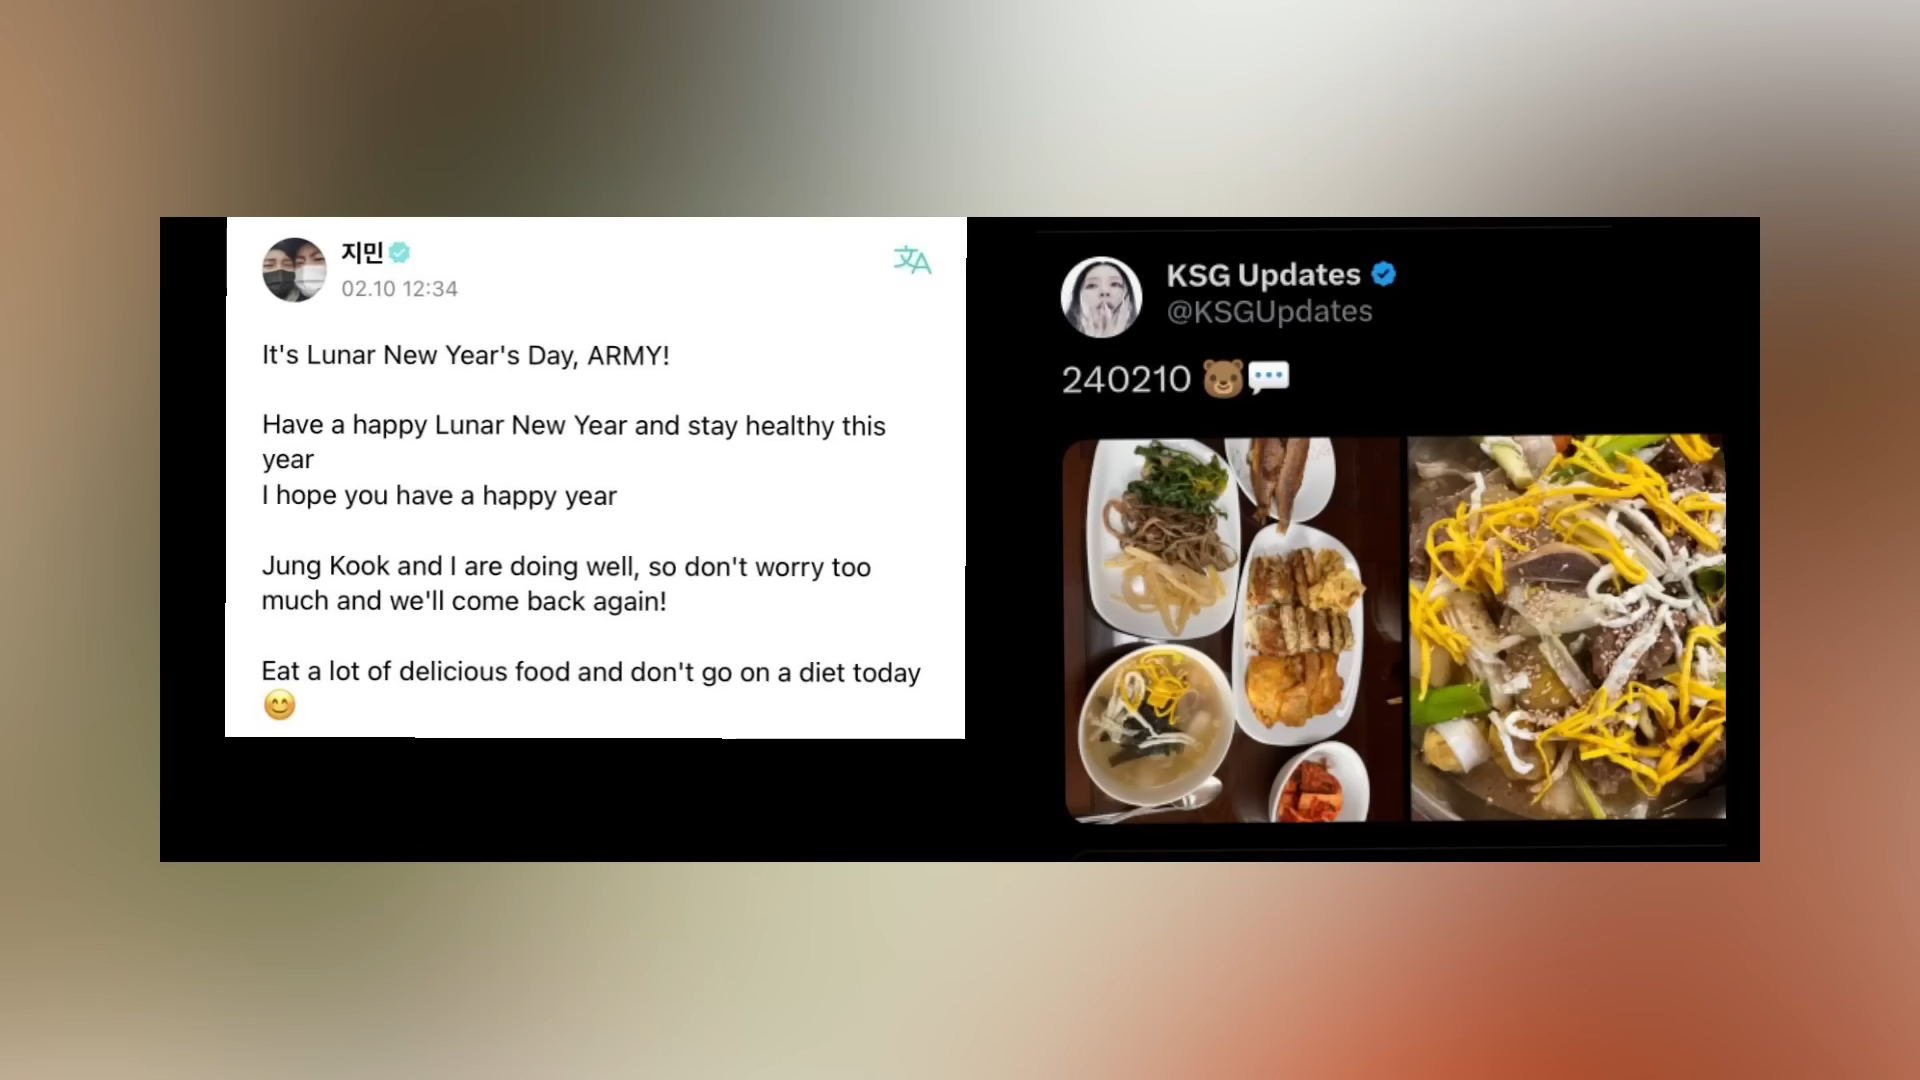 지민
02.10 12:34
It's Lunar New Year's Day, ARMY!
Have a happy Lunar New Year and stay healthy this
year
I hope you have a happy year
Jung Kook and I are doing well, so don't worry too
much and we'll come back again!
Eat a lot of delicious food and don't go on a diet today
😊
KSG Updates
@KSGUpdates
240210 🐻💬